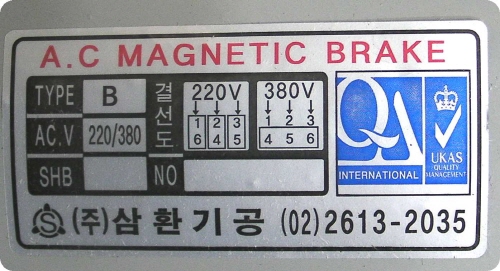 A.C MAGNETIC BRAKE
TYPE B
AC.V 220/380
SHB NO
결선도
220V 380V
↓ ↓ ↓ ↓ ↓ ↓
1 2 3 1 2 3
6 4 5 4 5 6
QA
INTERNATIONAL
UKAS
QUALITY
MANAGEMENT
S
(주)삼환기공 (02)2613-2035